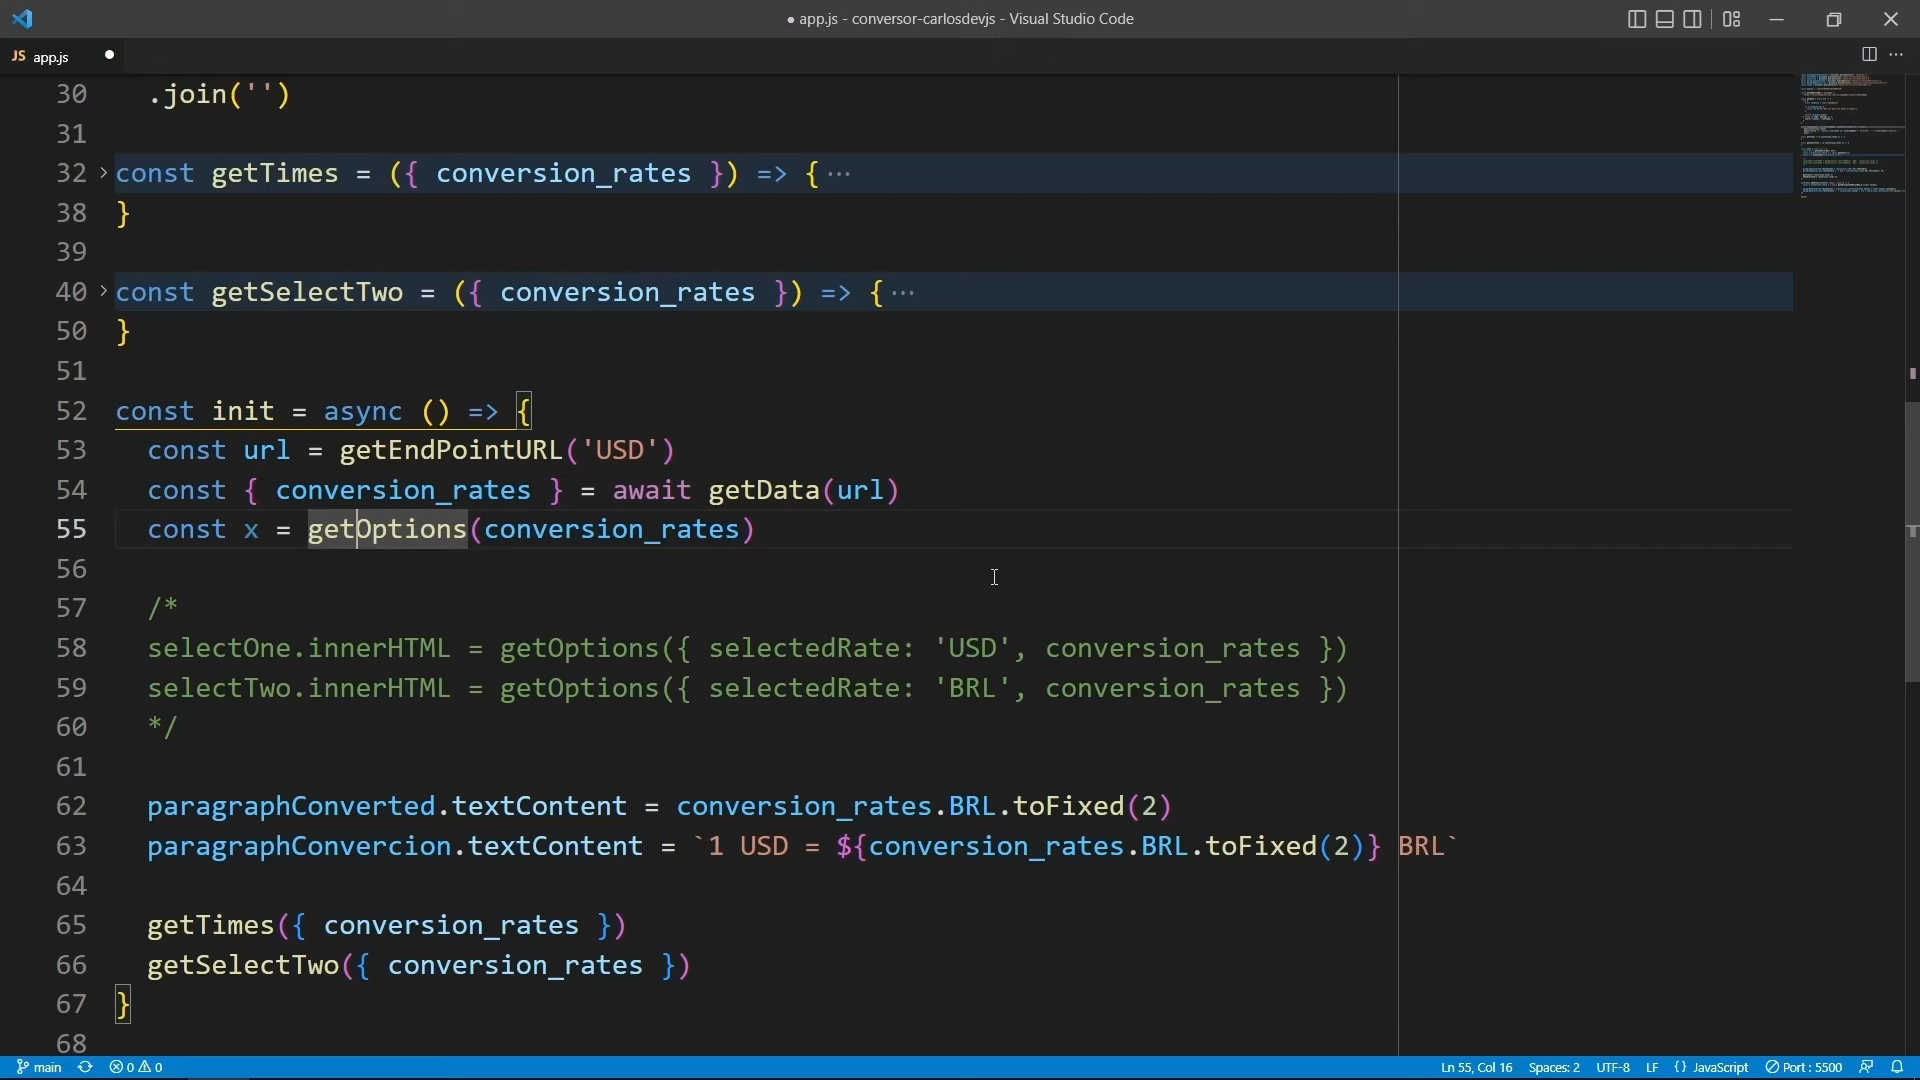 ● app.js - conversor-carlosdevjs - Visual Studio Code
JS app.js ●
30 .join('')
31
32 const getTimes = ({ conversion_rates }) => {···
38 }
39
40 const getSelectTwo = ({ conversion_rates }) => {···
50 }
51
52 const init = async () => {
53 const url = getEndPointURL('USD')
54 const { conversion_rates } = await getData(url)
55 const x = getOptions(conversion_rates)
56
57 /*
58 selectOne.innerHTML = getOptions({ selectedRate: 'USD', conversion_rates })
59 selectTwo.innerHTML = getOptions({ selectedRate: 'BRL', conversion_rates })
60 */
61
62 paragraphConverted.textContent = conversion_rates.BRL.toFixed(2)
63 paragraphConvercion.textContent = `1 USD = ${conversion_rates.BRL.toFixed(2)} BRL`
64
65 getTimes({ conversion_rates })
66 getSelectTwo({ conversion_rates })
67 }
68
main 0 0 Ln 55, Col 16 Spaces: 2 UTF-8 LF {} JavaScript Port : 5500